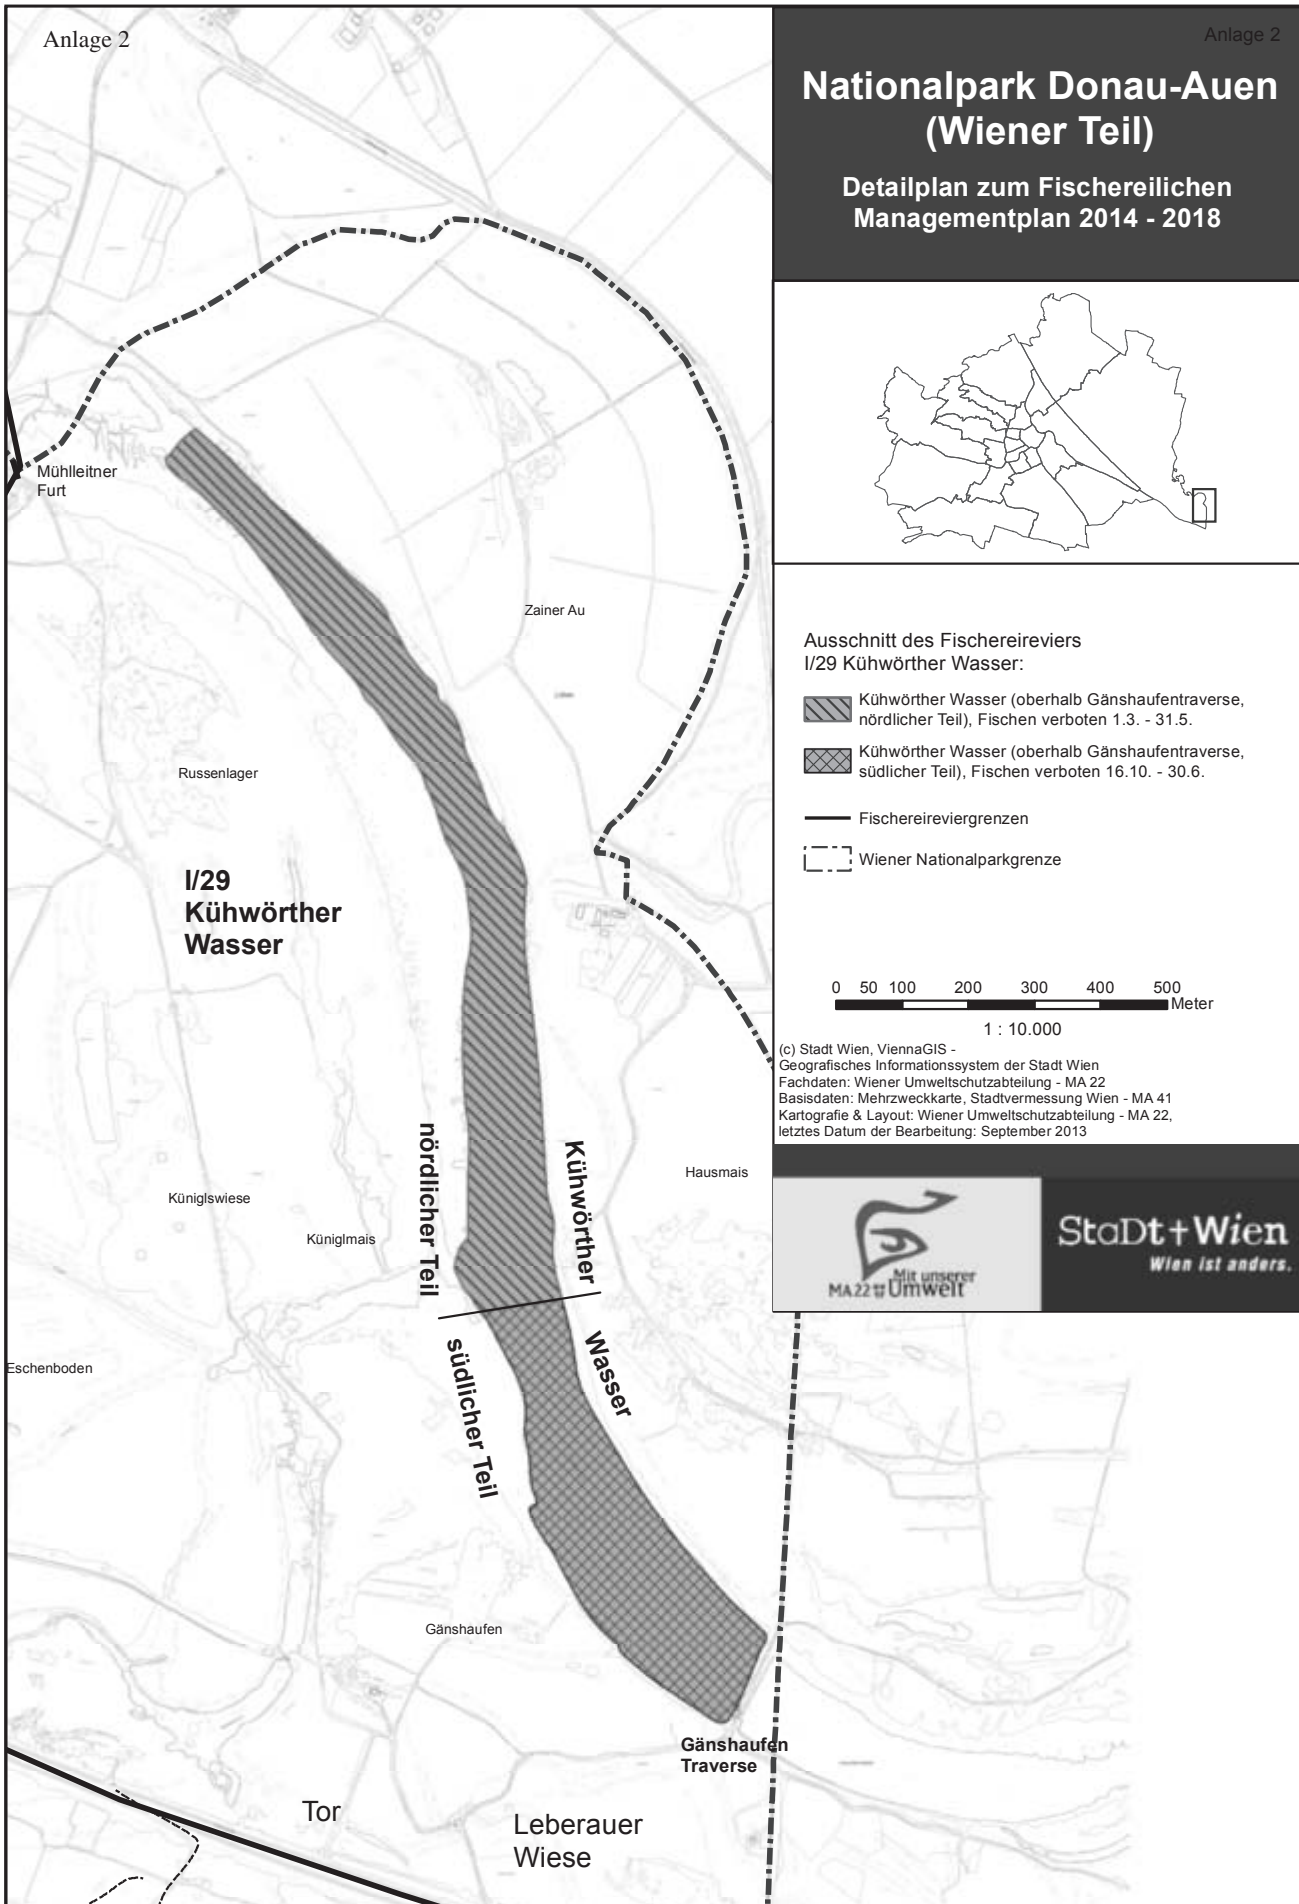 Anlage 2
Anlage 2
Nationalpark Donau-Auen
(Wiener Teil)
Detailplan zum Fischereilichen
Managementplan 2014 - 2018
Ausschnitt des Fischereireviers
I/29 Kühwörther Wasser:
Kühwörther Wasser (oberhalb Gänshaufentraverse,
nördlicher Teil), Fischen verboten 1.3. - 31.5.
Kühwörther Wasser (oberhalb Gänshaufentraverse,
südlicher Teil), Fischen verboten 16.10. - 30.6.
Fischereireviergrenzen
Wiener Nationalparkgrenze
0 50 100 200 300 400 500
Meter
1 : 10.000
(c) Stadt Wien, ViennaGIS -
Geografisches Informationssystem der Stadt Wien
Fachdaten: Wiener Umweltschutzabteilung - MA 22
Basisdaten: Mehrzweckkarte, Stadtvermessung Wien - MA 41
Kartografie & Layout: Wiener Umweltschutzabteilung - MA 22,
letztes Datum der Bearbeitung: September 2013
Mit unserer
MA 22 Umwelt
StaDt+Wien
Wien ist anders.
Mühlleitner
Furt
Zainer Au
Russenlager
I/29
Kühwörther
Wasser
nördlicher Teil
Kühwörther
Hausmais
Küniglswiese
Küniglmais
Eschenboden
südlicher Teil
Wasser
Gänshaufen
Gänshaufen
Traverse
Tor
Leberauer
Wiese